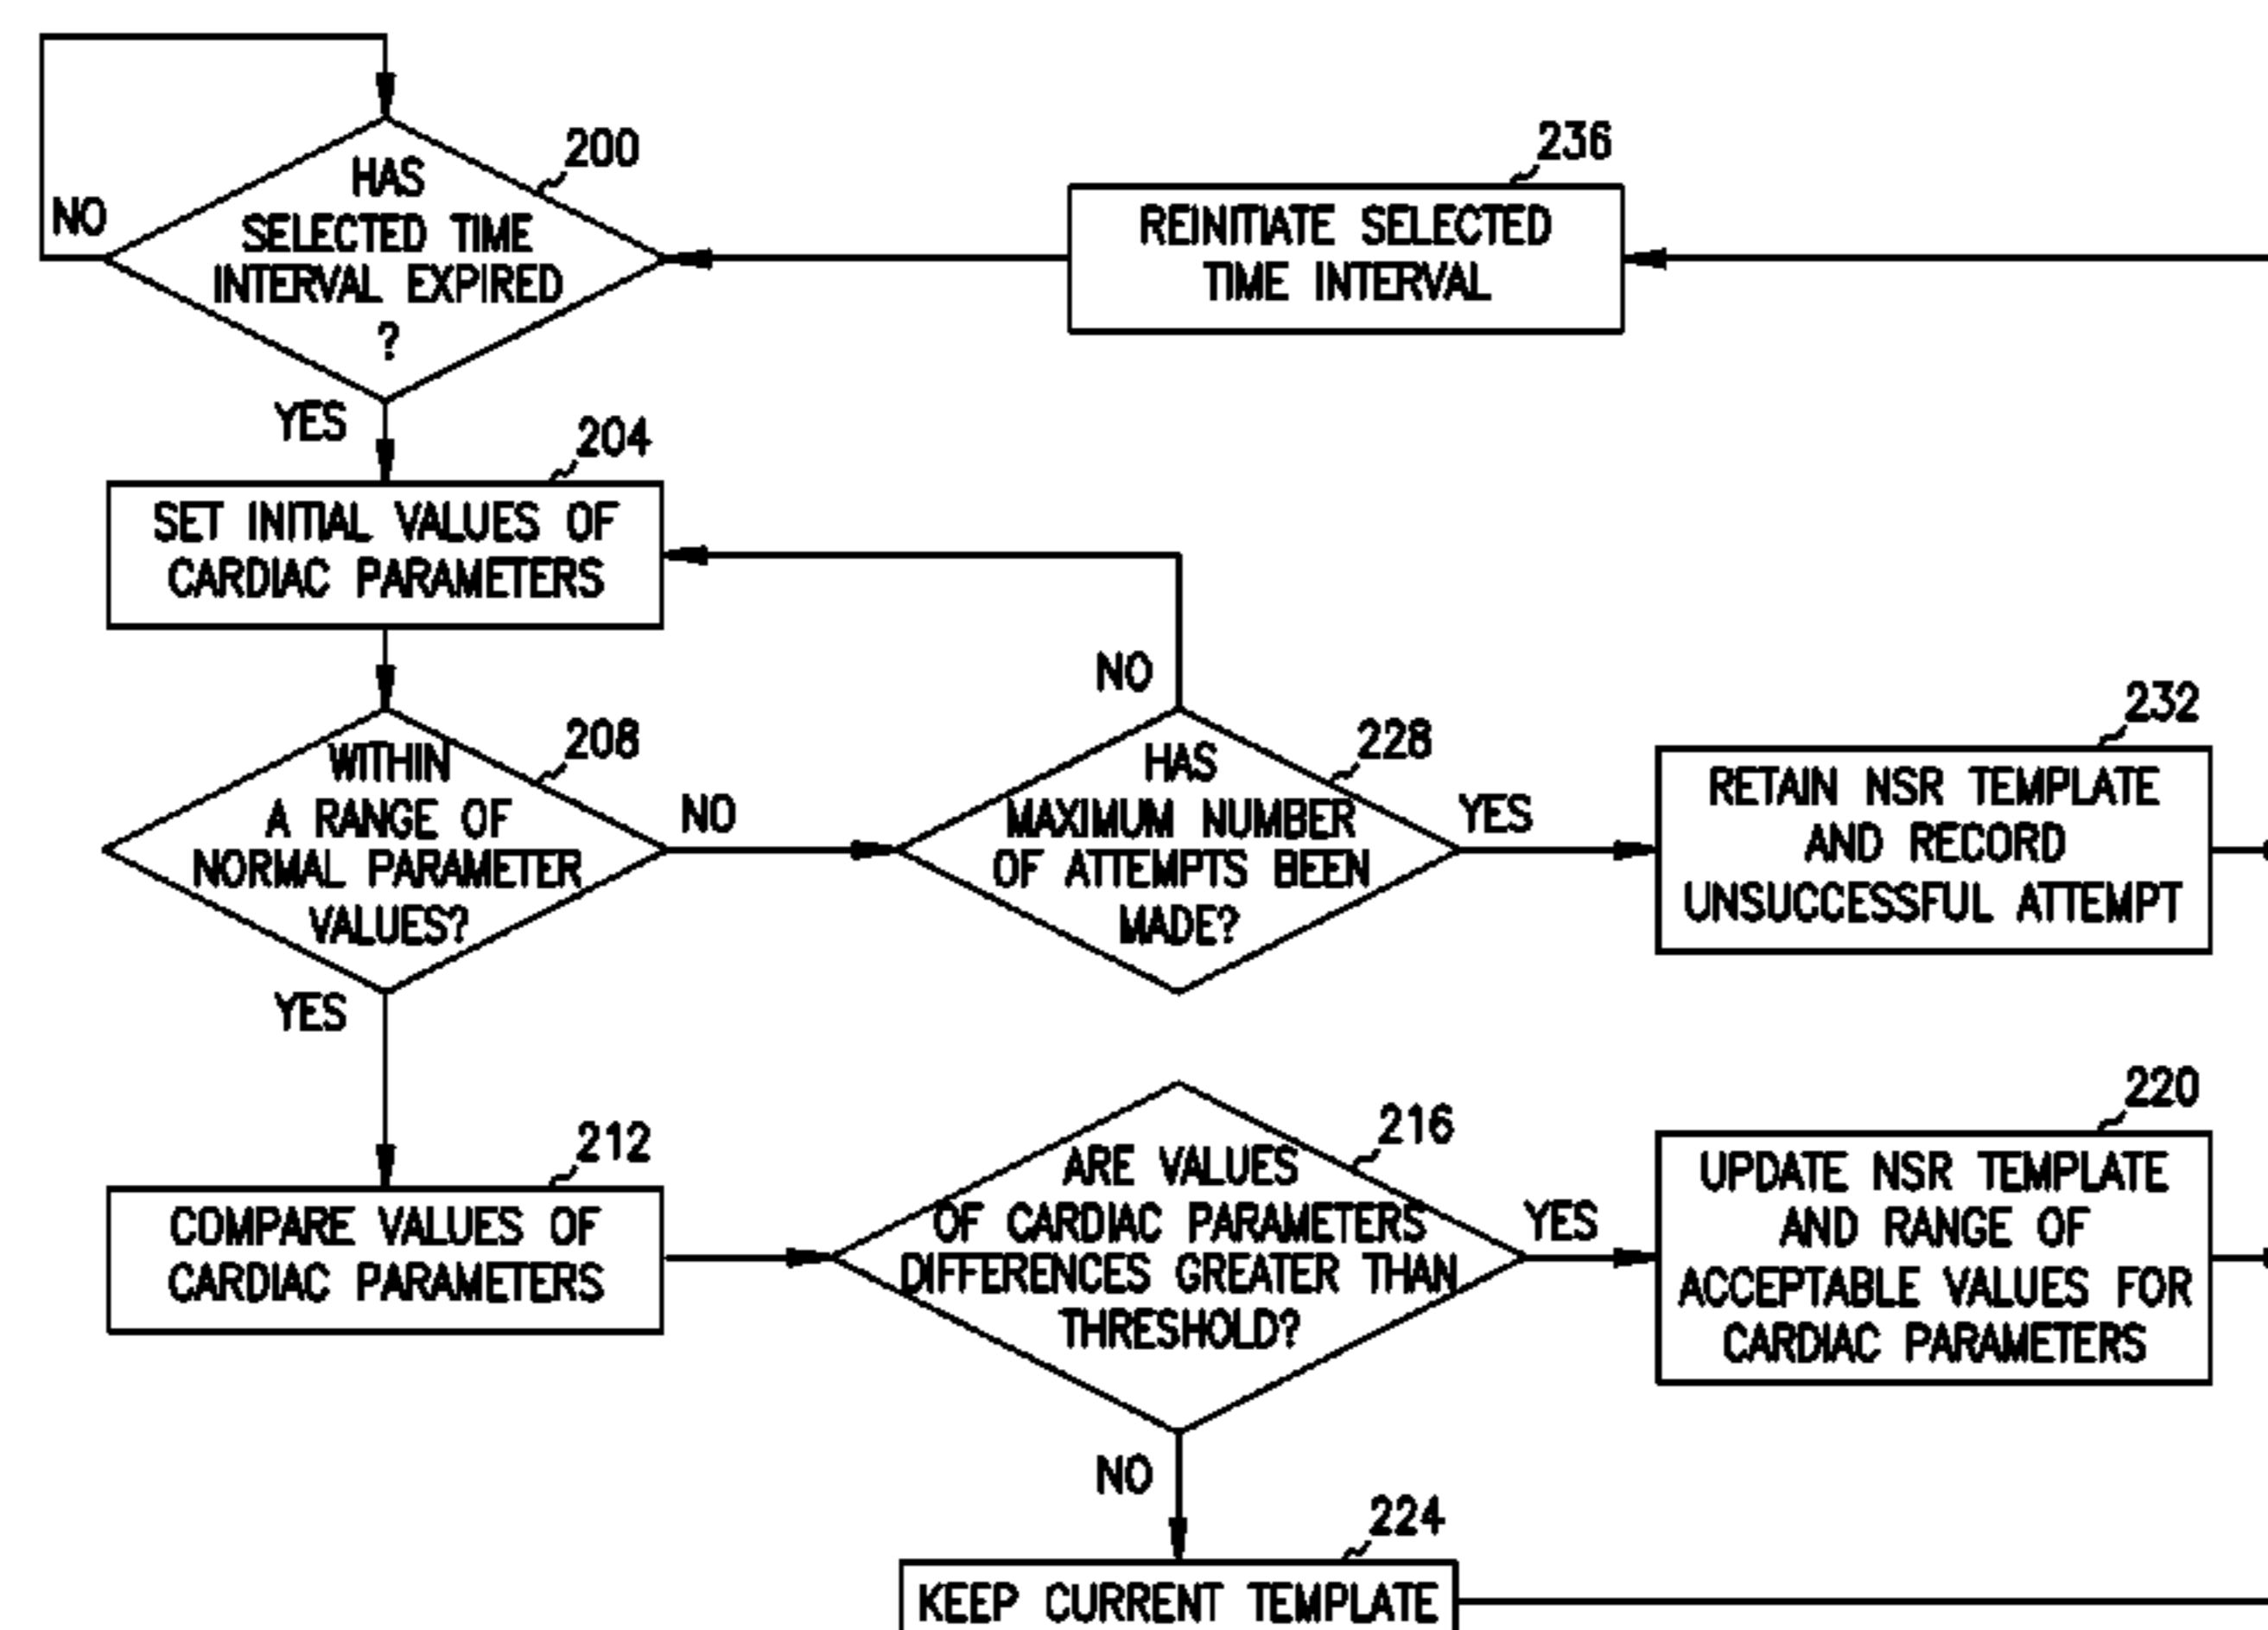 200
HAS
SELECTED TIME
INTERVAL EXPIRED
?
NO
YES
236
REINITIATE SELECTED
TIME INTERVAL
204
SET INITIAL VALUES OF
CARDIAC PARAMETERS
208
WITHIN
A RANGE OF
NORMAL PARAMETER
VALUES?
NO
YES
NO
228
HAS
MAXIMUM NUMBER
OF ATTEMPTS BEEN
MADE?
YES
232
RETAIN NSR TEMPLATE
AND RECORD
UNSUCCESSFUL ATTEMPT
212
COMPARE VALUES OF
CARDIAC PARAMETERS
216
ARE VALUES
OF CARDIAC PARAMETERS
DIFFERENCES GREATER THAN
THRESHOLD?
YES
NO
220
UPDATE NSR TEMPLATE
AND RANGE OF
ACCEPTABLE VALUES FOR
CARDIAC PARAMETERS
224
KEEP CURRENT TEMPLATE